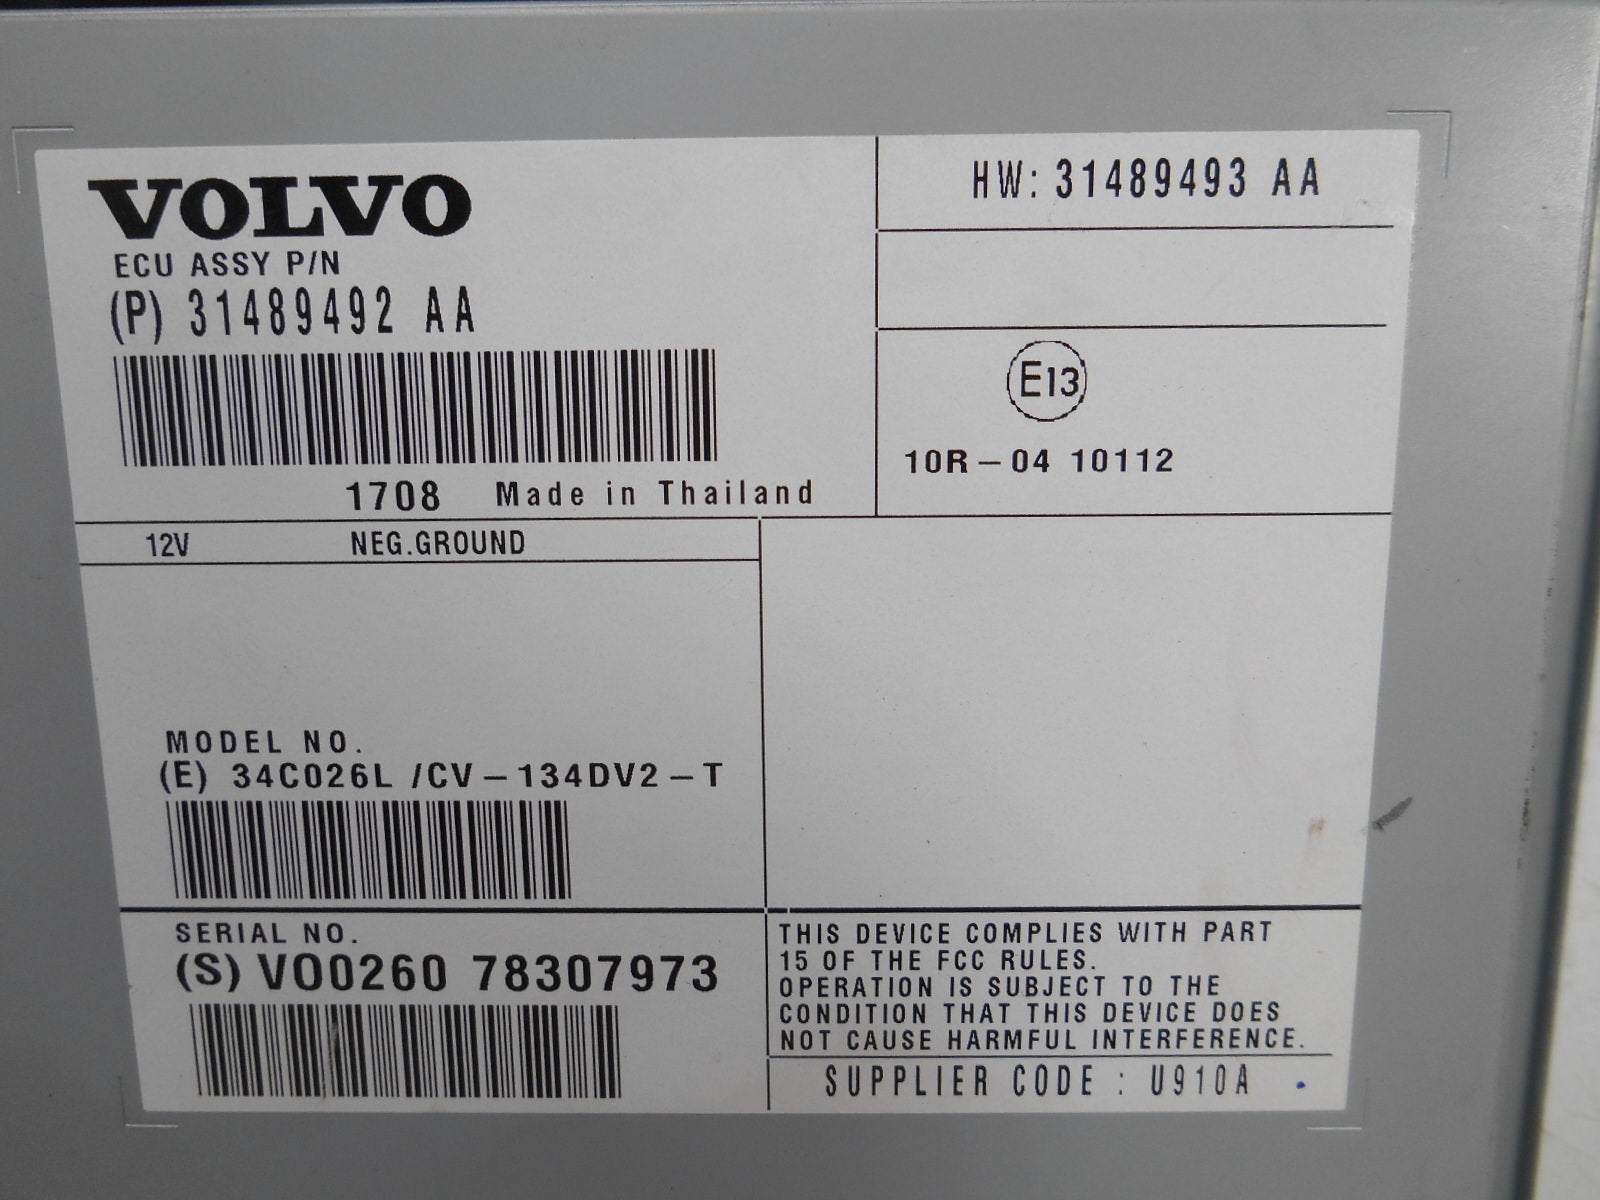 VOLVO
ECU ASSY P/N
(P) 31489492 AA
1708 Made in Thailand
HW: 31489493 AA
E13
10R-04 10112
12V NEG.GROUND
MODEL NO.
(E) 34C026L /CV-134DV2-T
SERIAL NO.
(S) VO0260 78307973
THIS DEVICE COMPLIES WITH PART
15 OF THE FCC RULES.
OPERATION IS SUBJECT TO THE
CONDITION THAT THIS DEVICE DOES
NOT CAUSE HARMFUL INTERFERENCE.
SUPPLIER CODE : U910A